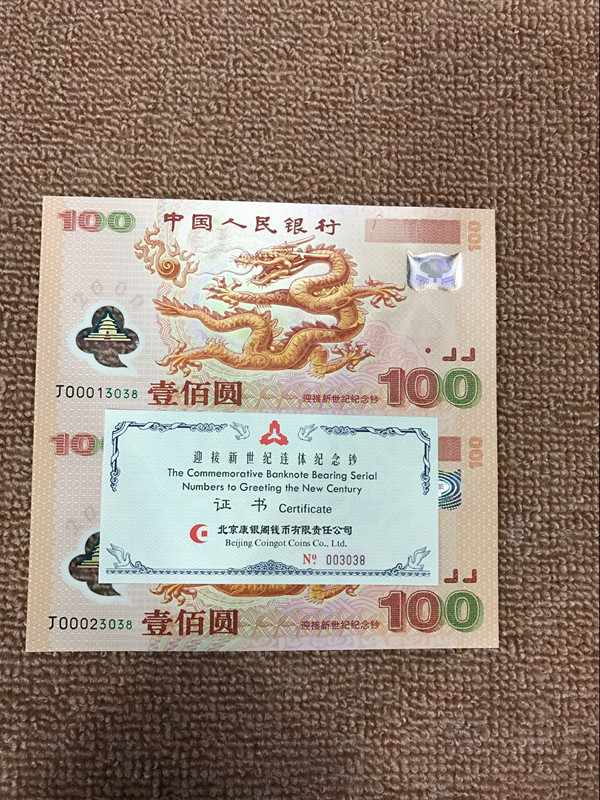 100 中国人民银行
100
2000
J00013038 壹佰圆 迎接新世纪纪念钞 100
100
100
迎接新世纪连体纪念钞
The Commemorative Banknote Bearing Serial
Numbers to Greeting the New Century
证书 Certificate
北京康银阁钱币有限责任公司
Beijing Coingot Coins Co., Ltd.
No. 003038
J00023038 壹佰圆 迎接新世纪纪念钞 100